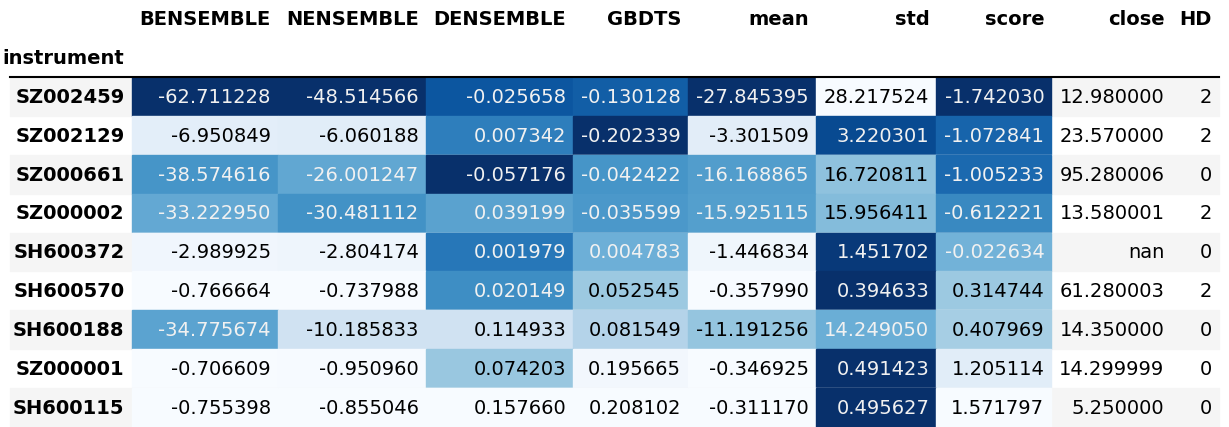 BENSEMBLE NENSEMBLE DENSEMBLE GBDTS mean std score close HD
instrument
SZ002459 -62.711228 -48.514566 -0.025658 -0.130128 -27.845395 28.217524 -1.742030 12.980000 2
SZ002129 -6.950849 -6.060188 0.007342 -0.202339 -3.301509 3.220301 -1.072841 23.570000 2
SZ000661 -38.574616 -26.001247 -0.057176 -0.042422 -16.168865 16.720811 -1.005233 95.280006 0
SZ000002 -33.222950 -30.481112 0.039199 -0.035599 -15.925115 15.956411 -0.612221 13.580001 2
SH600372 -2.989925 -2.804174 0.001979 0.004783 -1.446834 1.451702 -0.022634 nan 0
SH600570 -0.766664 -0.737988 0.020149 0.052545 -0.357990 0.394633 0.314744 61.280003 2
SH600188 -34.775674 -10.185833 0.114933 0.081549 -11.191256 14.249050 0.407969 14.350000 0
SZ000001 -0.706609 -0.950960 0.074203 0.195665 -0.346925 0.491423 1.205114 14.299999 0
SH600115 -0.755398 -0.855046 0.157660 0.208102 -0.311170 0.495627 1.571797 5.250000 0